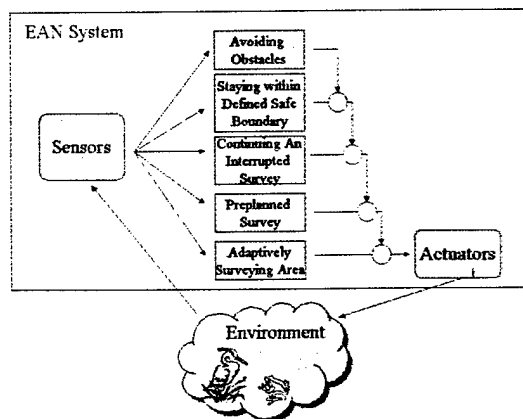 EAN System
Avoiding
Obstacles
Staying within
Defined Safe
Boundary
Sensors
Continuing An
Interrupted
Survey
Preplanned
Survey
Adaptively
Surveying Area
Actuators
Environment